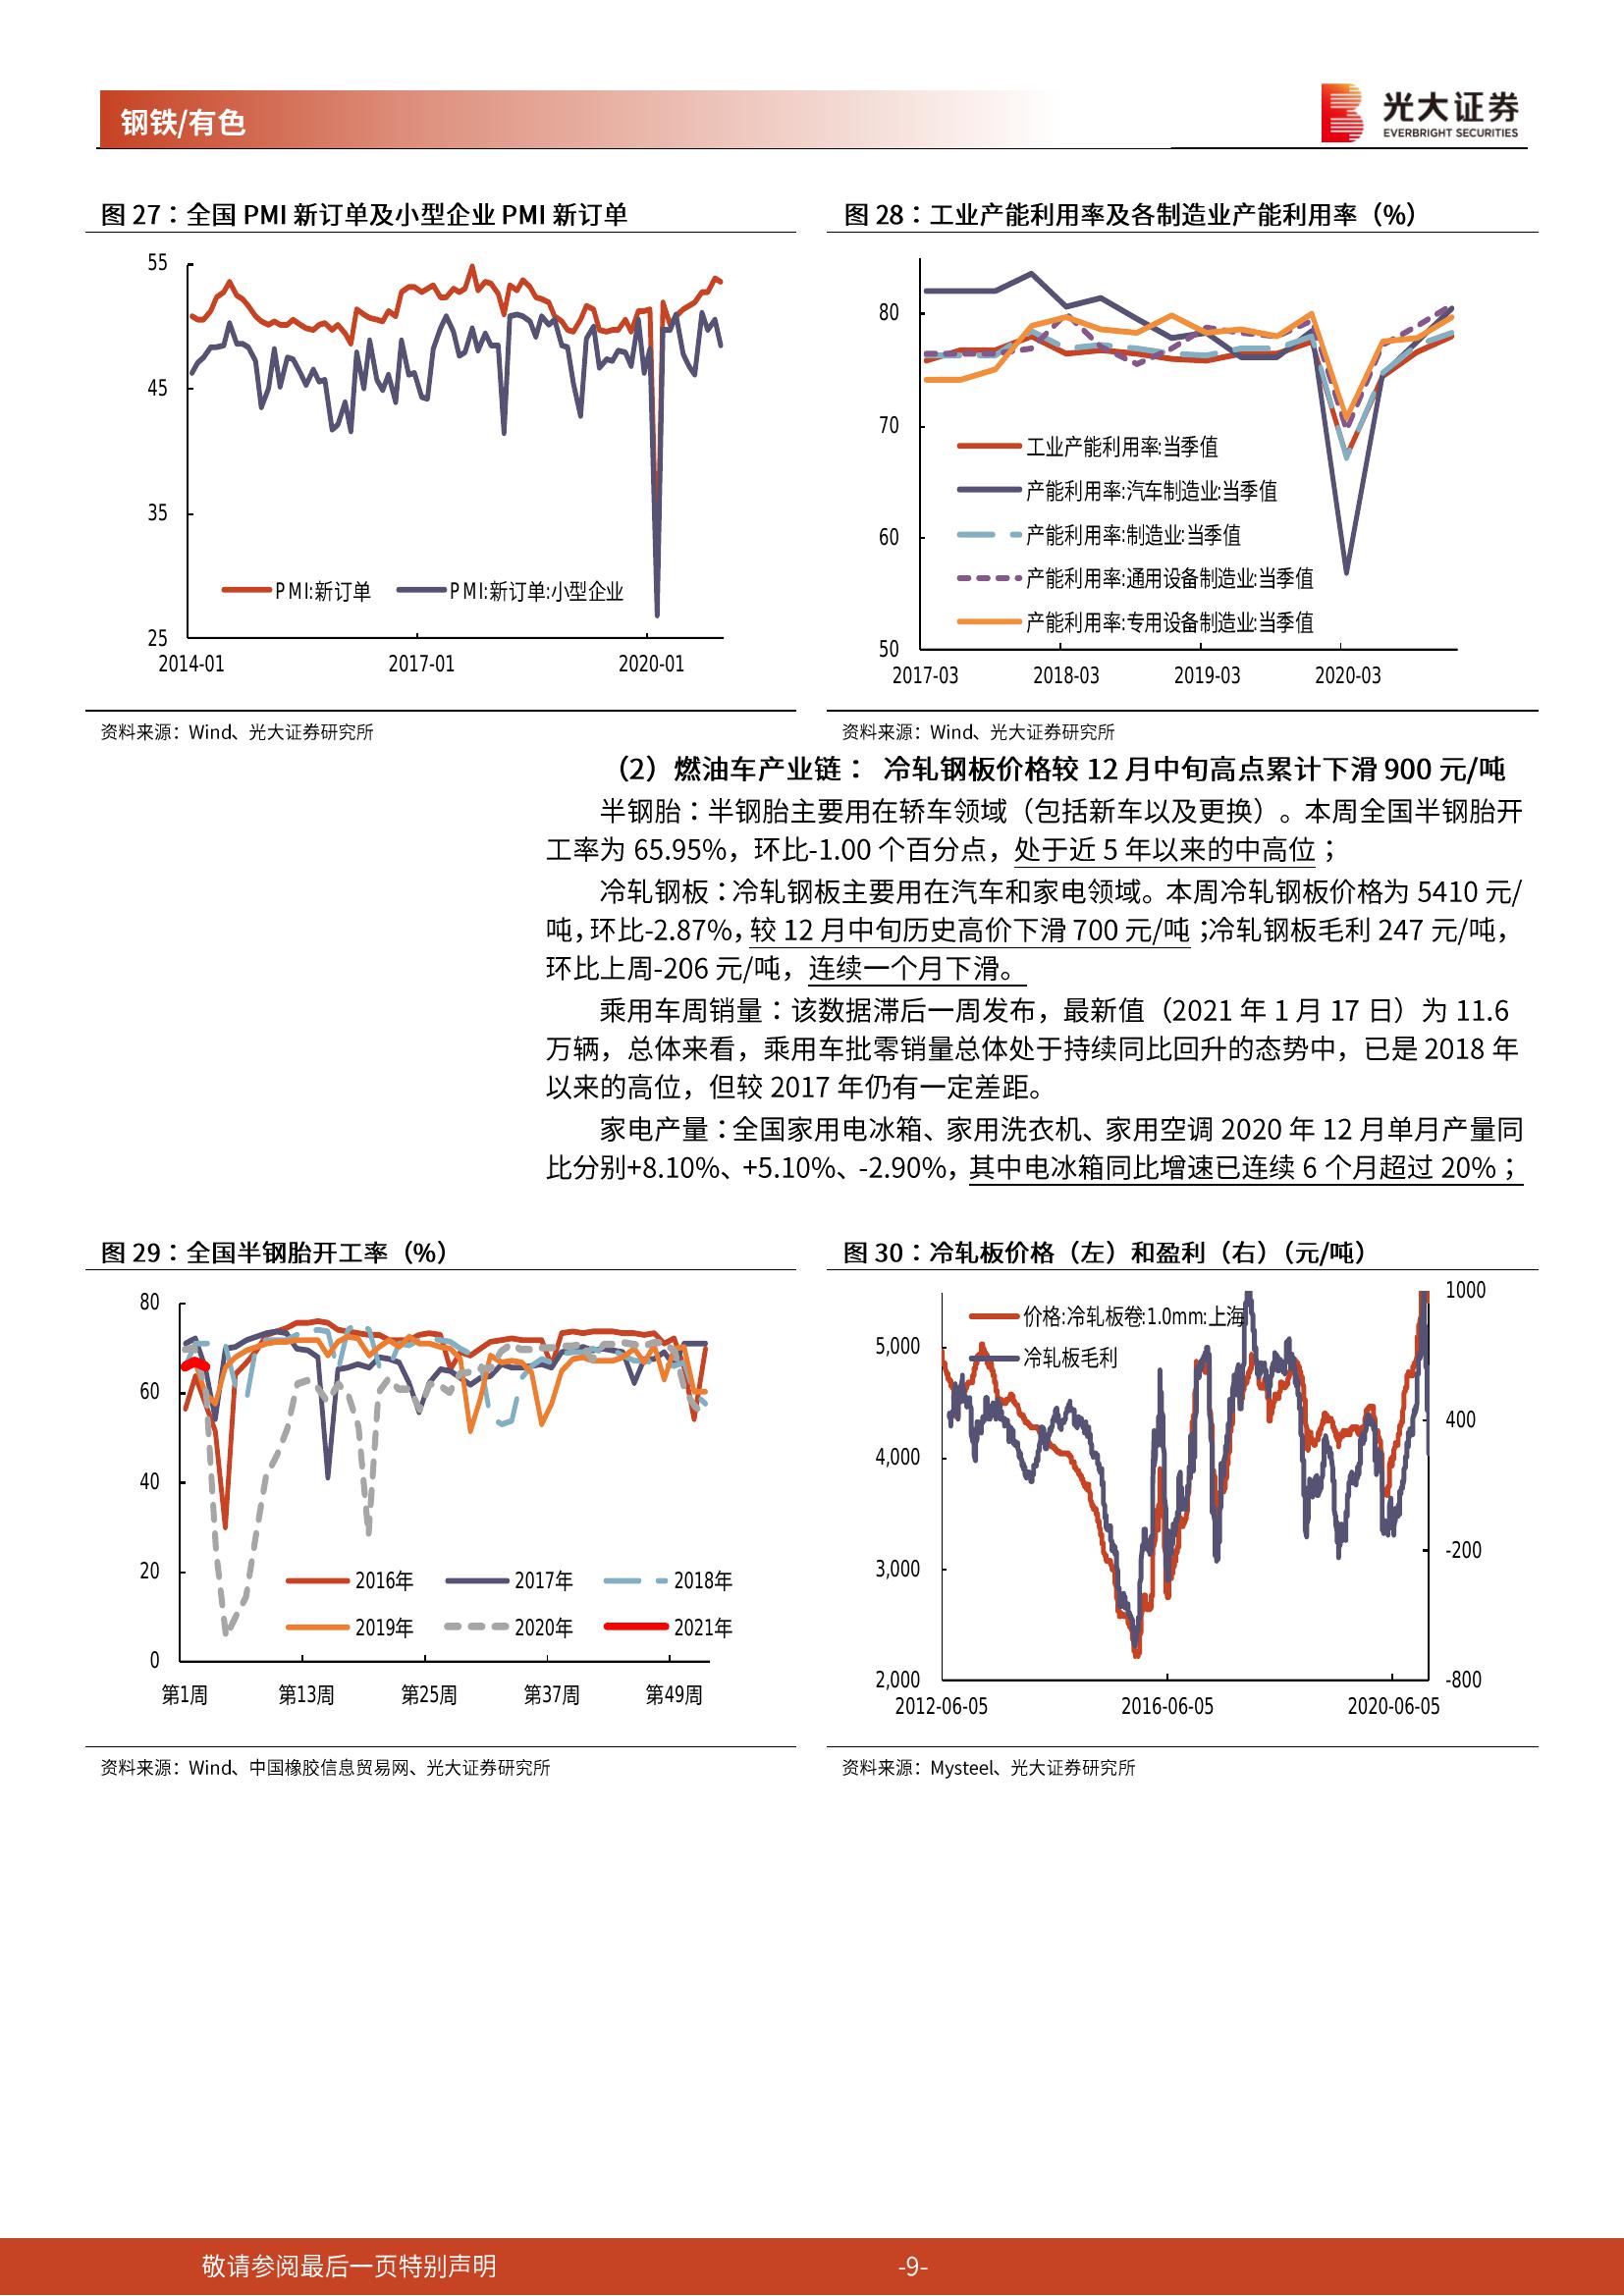 钢铁/有色
光大证券
EVERBRIGHT SECURITIES
图 27：全国 PMI 新订单及小型企业 PMI 新订单
55
45
35
25
2014-01 2017-01 2020-01
PMI:新订单 PMI:新订单:小型企业
资料来源：Wind、光大证券研究所
图 28：工业产能利用率及各制造业产能利用率（%）
80
70
60
50
2017-03 2018-03 2019-03 2020-03
工业产能利用率:当季值
产能利用率:汽车制造业:当季值
产能利用率:制造业:当季值
产能利用率:通用设备制造业:当季值
产能利用率:专用设备制造业:当季值
资料来源：Wind、光大证券研究所
（2）燃油车产业链： 冷轧钢板价格较 12 月中旬高点累计下滑 900 元/吨
半钢胎：半钢胎主要用在轿车领域（包括新车以及更换）。本周全国半钢胎开
工率为 65.95%，环比-1.00 个百分点，处于近 5 年以来的中高位；
冷轧钢板：冷轧钢板主要用在汽车和家电领域。本周冷轧钢板价格为 5410 元/
吨，环比-2.87%，较 12 月中旬历史高价下滑 700 元/吨；冷轧钢板毛利 247 元/吨，
环比上周-206 元/吨，连续一个月下滑。
乘用车周销量：该数据滞后一周发布，最新值（2021 年 1 月 17 日）为 11.6
万辆，总体来看，乘用车批零销量总体处于持续同比回升的态势中，已是 2018 年
以来的高位，但较 2017 年仍有一定差距。
家电产量：全国家用电冰箱、家用洗衣机、家用空调 2020 年 12 月单月产量同
比分别+8.10%、+5.10%、-2.90%，其中电冰箱同比增速已连续 6 个月超过 20%；
图 29：全国半钢胎开工率（%）
80
60
40
20
0
第1周 第13周 第25周 第37周 第49周
2016年 2017年 2018年
2019年 2020年 2021年
资料来源：Wind、中国橡胶信息贸易网、光大证券研究所
图 30：冷轧板价格（左）和盈利（右）（元/吨）
5,000
4,000
3,000
2,000
1000
400
-200
-800
2012-06-05 2016-06-05 2020-06-05
价格:冷轧板卷:1.0mm:上海
冷轧板毛利
资料来源：Mysteel、光大证券研究所
敬请参阅最后一页特别声明
-9-